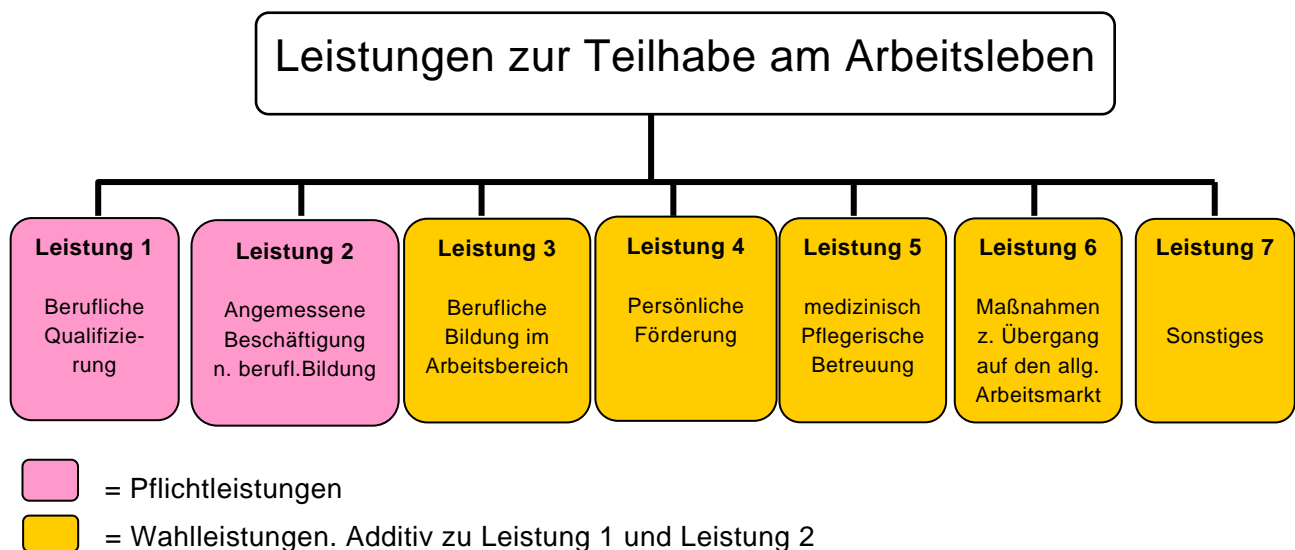 Leistungen zur Teilhabe am Arbeitsleben
Leistung 1
Berufliche
Qualifizie-
rung
Leistung 2
Angemessene
Beschäftigung
n. berufl.Bildung
Leistung 3
Berufliche
Bildung im
Arbeitsbereich
Leistung 4
Persönliche
Förderung
Leistung 5
medizinisch
Pflegerische
Betreuung
Leistung 6
Maßnahmen
z. Übergang
auf den allg.
Arbeitsmarkt
Leistung 7
Sonstiges
= Pflichtleistungen
= Wahlleistungen. Additiv zu Leistung 1 und Leistung 2